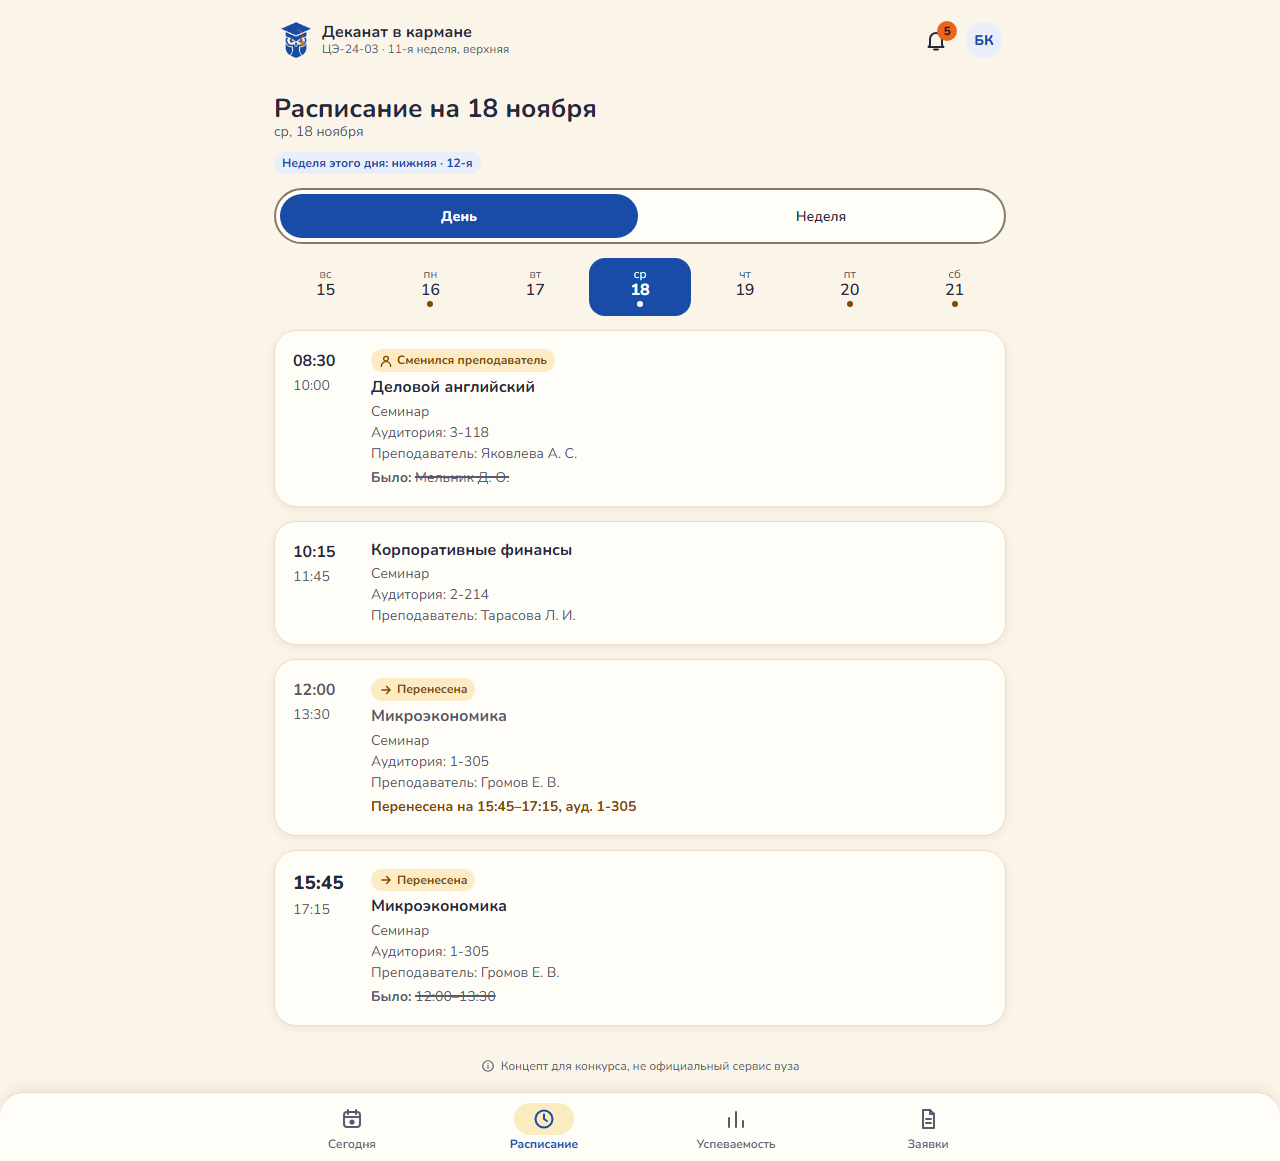 Деканат в кармане
ЦЭ-24-03 · 11-я неделя, верхняя
5
БК
Расписание на 18 ноября
ср, 18 ноября
Неделя этого дня: нижняя · 12-я
День
Неделя
вс
15
пн
16
вт
17
ср
18
чт
19
пт
20
сб
21
08:30
10:00
Сменился преподаватель
Деловой английский
Семинар
Аудитория: 3-118
Преподаватель: Яковлева А. С.
Было: Мельник Д. О.
10:15
11:45
Корпоративные финансы
Семинар
Аудитория: 2-214
Преподаватель: Тарасова Л. И.
12:00
13:30
Перенесена
Микроэкономика
Семинар
Аудитория: 1-305
Преподаватель: Громов Е. В.
Перенесена на 15:45–17:15, ауд. 1-305
15:45
17:15
Перенесена
Микроэкономика
Семинар
Аудитория: 1-305
Преподаватель: Громов Е. В.
Было: 12:00–13:30
Концепт для конкурса, не официальный сервис вуза
Сегодня
Расписание
Успеваемость
Заявки